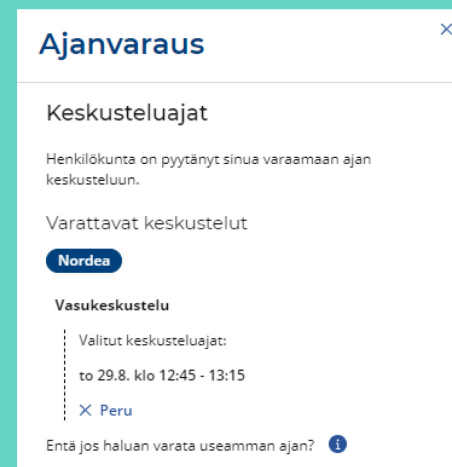 Ajanvaraus
Keskusteluajat
Henkilökunta on pyytänyt sinua varaamaan ajan
keskusteluun.
Varattavat keskustelut
Nordea
Vasukeskustelu
Valitut keskusteluajat:
to 29.8. klo 12:45 - 13:15
Peru
Entä jos haluan varata useamman ajan?